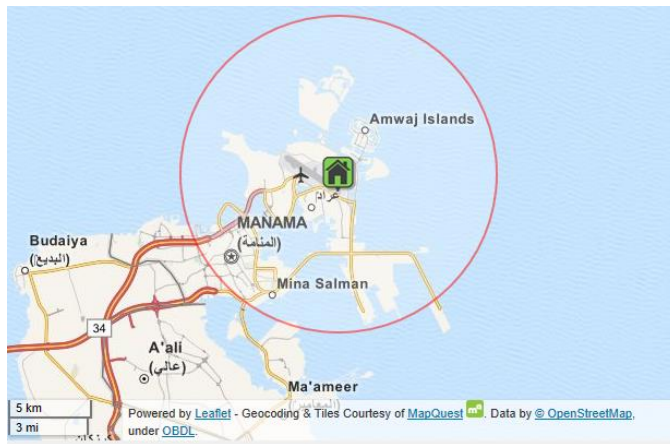 Amwaj Islands
عراد
MANAMA
(المنامة)
Budaiya
(البديع)
Mina Salman
34
A'ali
(عالي)
Ma'ameer
(المعامير)
5 km
3 mi
Powered by Leaflet - Geocoding & Tiles Courtesy of MapQuest m. Data by © OpenStreetMap,
under ODBL.